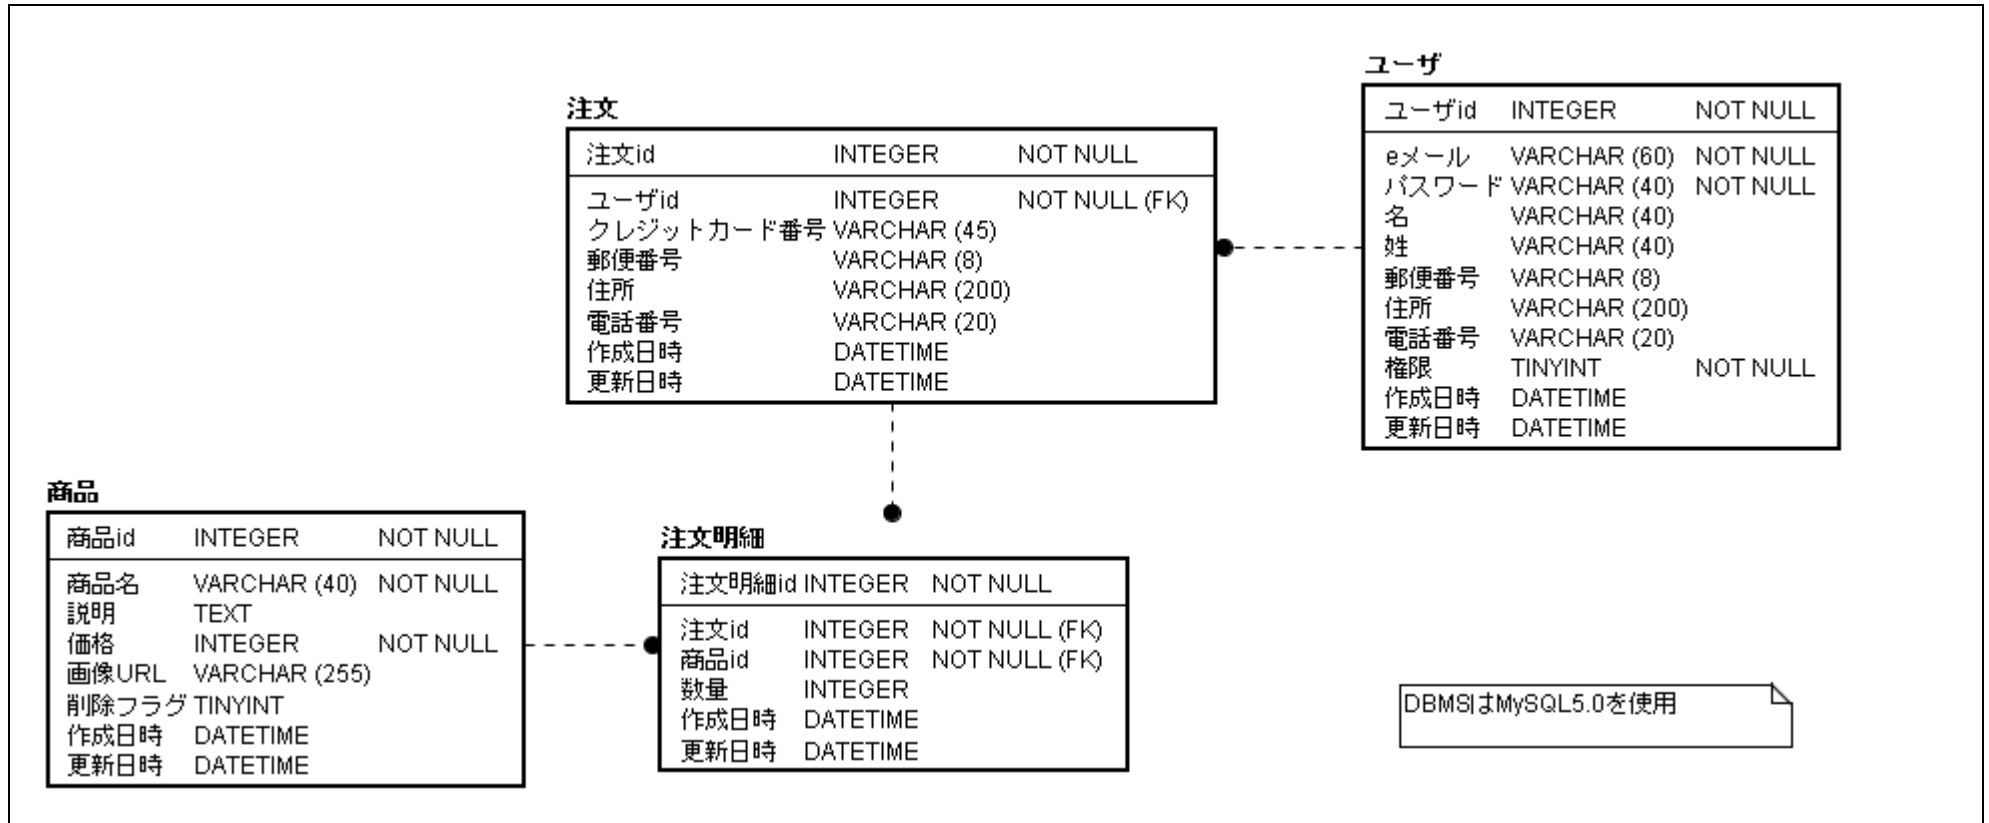 ユーザ
ユーザid INTEGER NOT NULL
eメール VARCHAR (60) NOT NULL
パスワード VARCHAR (40) NOT NULL
名 VARCHAR (40)
姓 VARCHAR (40)
郵便番号 VARCHAR (8)
住所 VARCHAR (200)
電話番号 VARCHAR (20)
権限 TINYINT NOT NULL
作成日時 DATETIME
更新日時 DATETIME
注文
注文id INTEGER NOT NULL
ユーザid INTEGER NOT NULL (FK)
クレジットカード番号 VARCHAR (45)
郵便番号 VARCHAR (8)
住所 VARCHAR (200)
電話番号 VARCHAR (20)
作成日時 DATETIME
更新日時 DATETIME
商品
商品id INTEGER NOT NULL
商品名 VARCHAR (40) NOT NULL
説明 TEXT
価格 INTEGER NOT NULL
画像URL VARCHAR (255)
削除フラグ TINYINT
作成日時 DATETIME
更新日時 DATETIME
注文明細
注文明細id INTEGER NOT NULL
注文id INTEGER NOT NULL (FK)
商品id INTEGER NOT NULL (FK)
数量 INTEGER
作成日時 DATETIME
更新日時 DATETIME
DBMSはMySQL5.0を使用